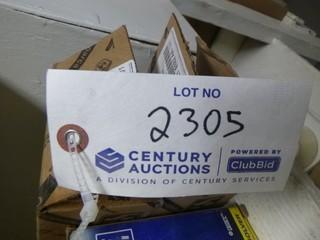 LOT NO
2305
CENTURY AUCTIONS
POWERED BY
ClubBid
A DIVISION OF CENTURY SERVICES